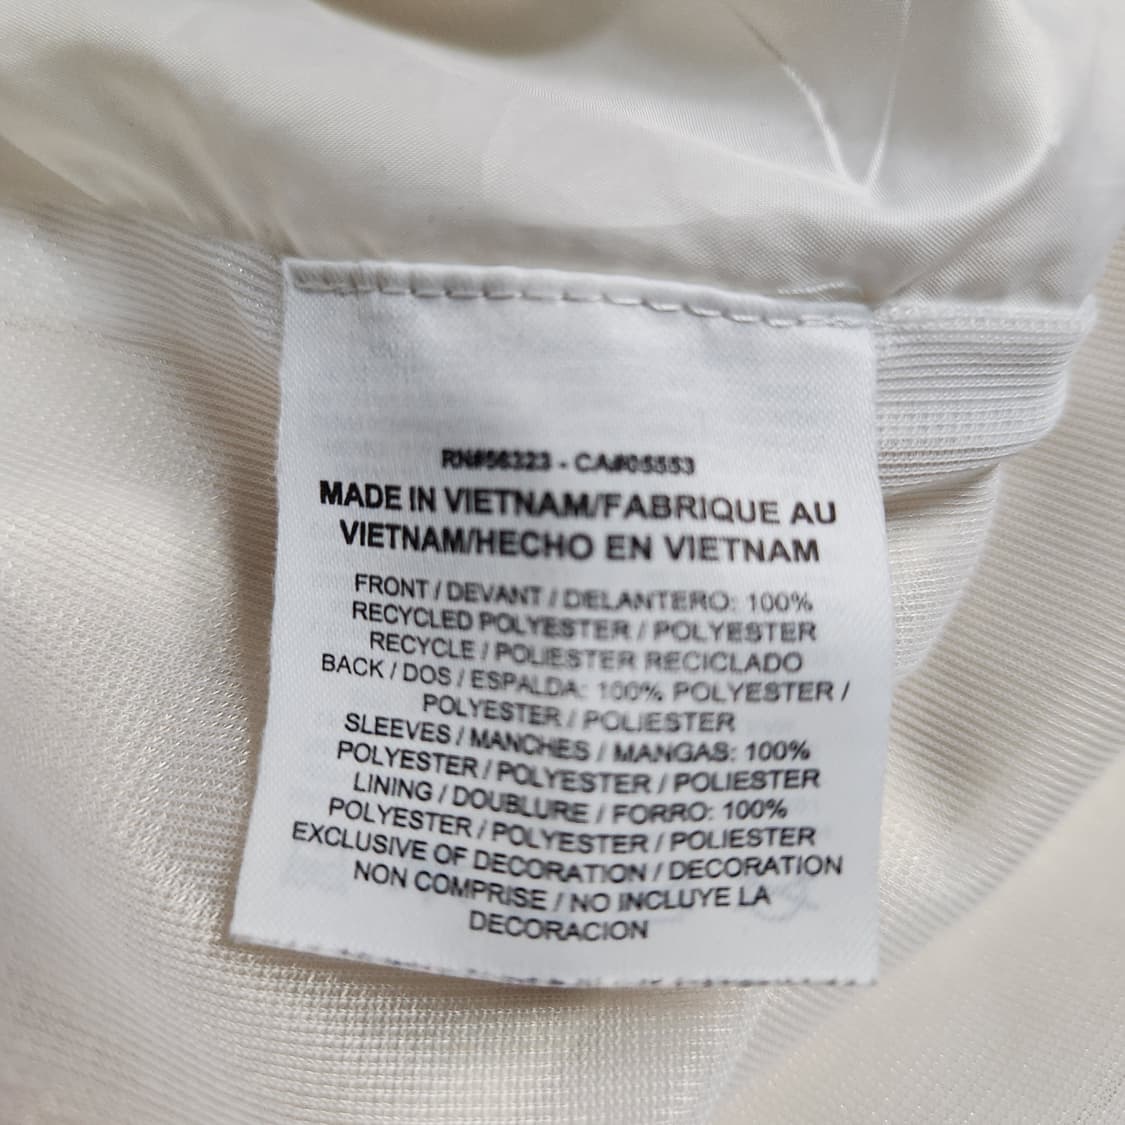 RN#56323 - CA#05553
MADE IN VIETNAM/FABRIQUE AU
VIETNAM/HECHO EN VIETNAM
FRONT / DEVANT / DELANTERO: 100%
RECYCLED POLYESTER / POLYESTER
RECYCLE / POLIESTER RECICLADO
BACK / DOS / ESPALDA: 100% POLYESTER /
POLYESTER / POLIESTER
SLEEVES / MANCHES / MANGAS: 100%
POLYESTER / POLYESTER / POLIESTER
LINING / DOUBLURE / FORRO: 100%
POLYESTER / POLYESTER / POLIESTER
EXCLUSIVE OF DECORATION / DECORATION
NON COMPRISE / NO INCLUYE LA
DECORACION